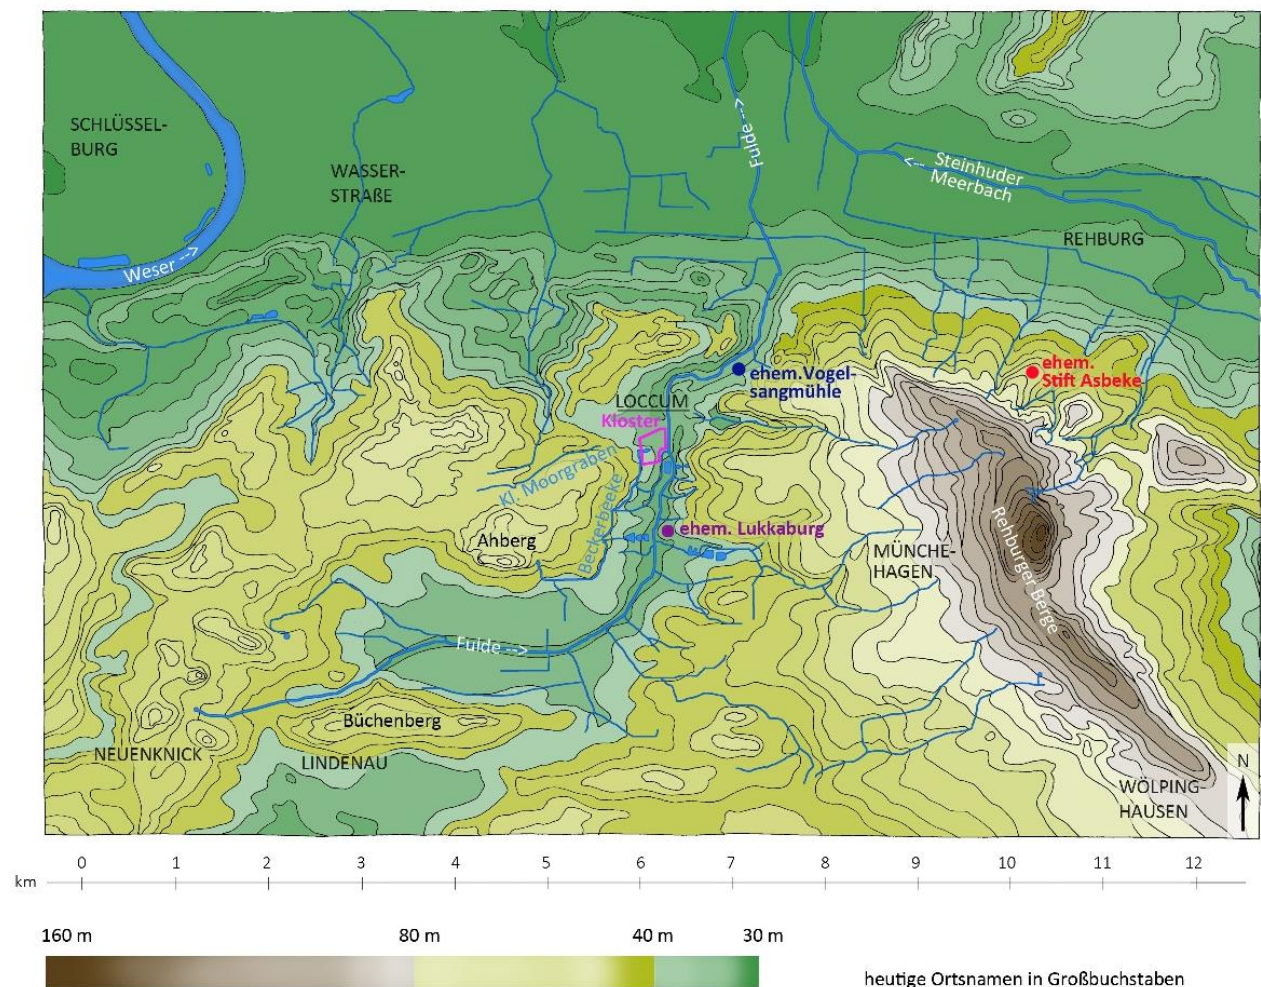 SCHLÜSSEL-
BURG
WASSER-
STRAßE
Fulde -->
<-- Steinhuder
Meerbach
REHBURG
Weser -->
ehem.
Stift Asbeke
ehem.Vogel-
sangmühle
LOCCUM
Kloster
Kl. Moorgraben
Beckerbeeke
ehem. Lukkaburg
Ahberg
MÜNCHE-
HAGEN
Rehburger Berge
Fulde -->
Büchenberg
NEUENKNICK
LINDENAU
WÖLPING-
HAUSEN
N
0 1 2 3 4 5 6 7 8 9 10 11 12
km
160 m 80 m 40 m 30 m
heutige Ortsnamen in Großbuchstaben